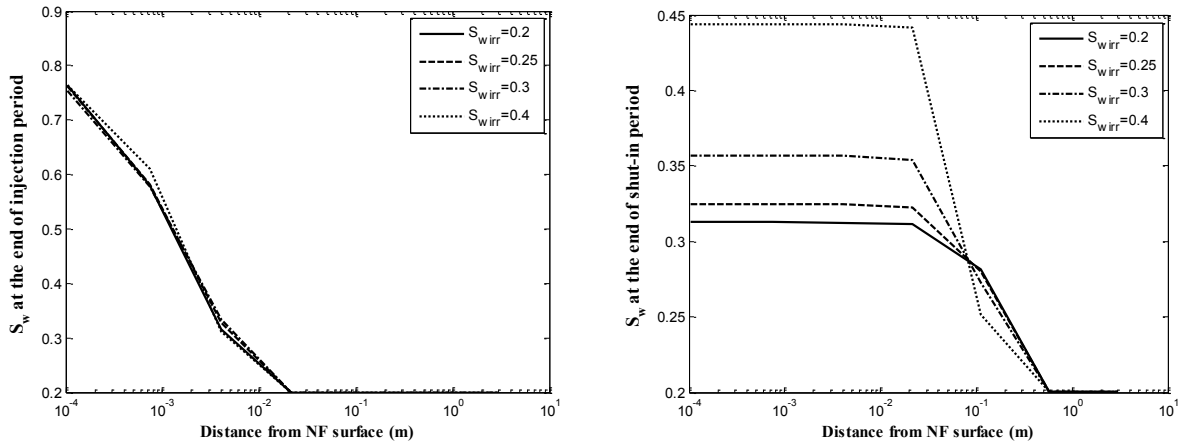 S_w at the end of injection period
0.9
0.8
0.7
0.6
0.5
0.4
0.3
0.2
S_w irr=0.2
S_w irr=0.25
S_w irr=0.3
S_w irr=0.4
10^-4
10^-3
10^-2
10^-1
10^0
10^1
Distance from NF surface (m)
S_w at the end of shut-in period
0.45
0.4
0.35
0.3
0.25
0.2
S_w irr=0.2
S_w irr=0.25
S_w irr=0.3
S_w irr=0.4
10^-4
10^-3
10^-2
10^-1
10^0
10^1
Distance from NF surface (m)